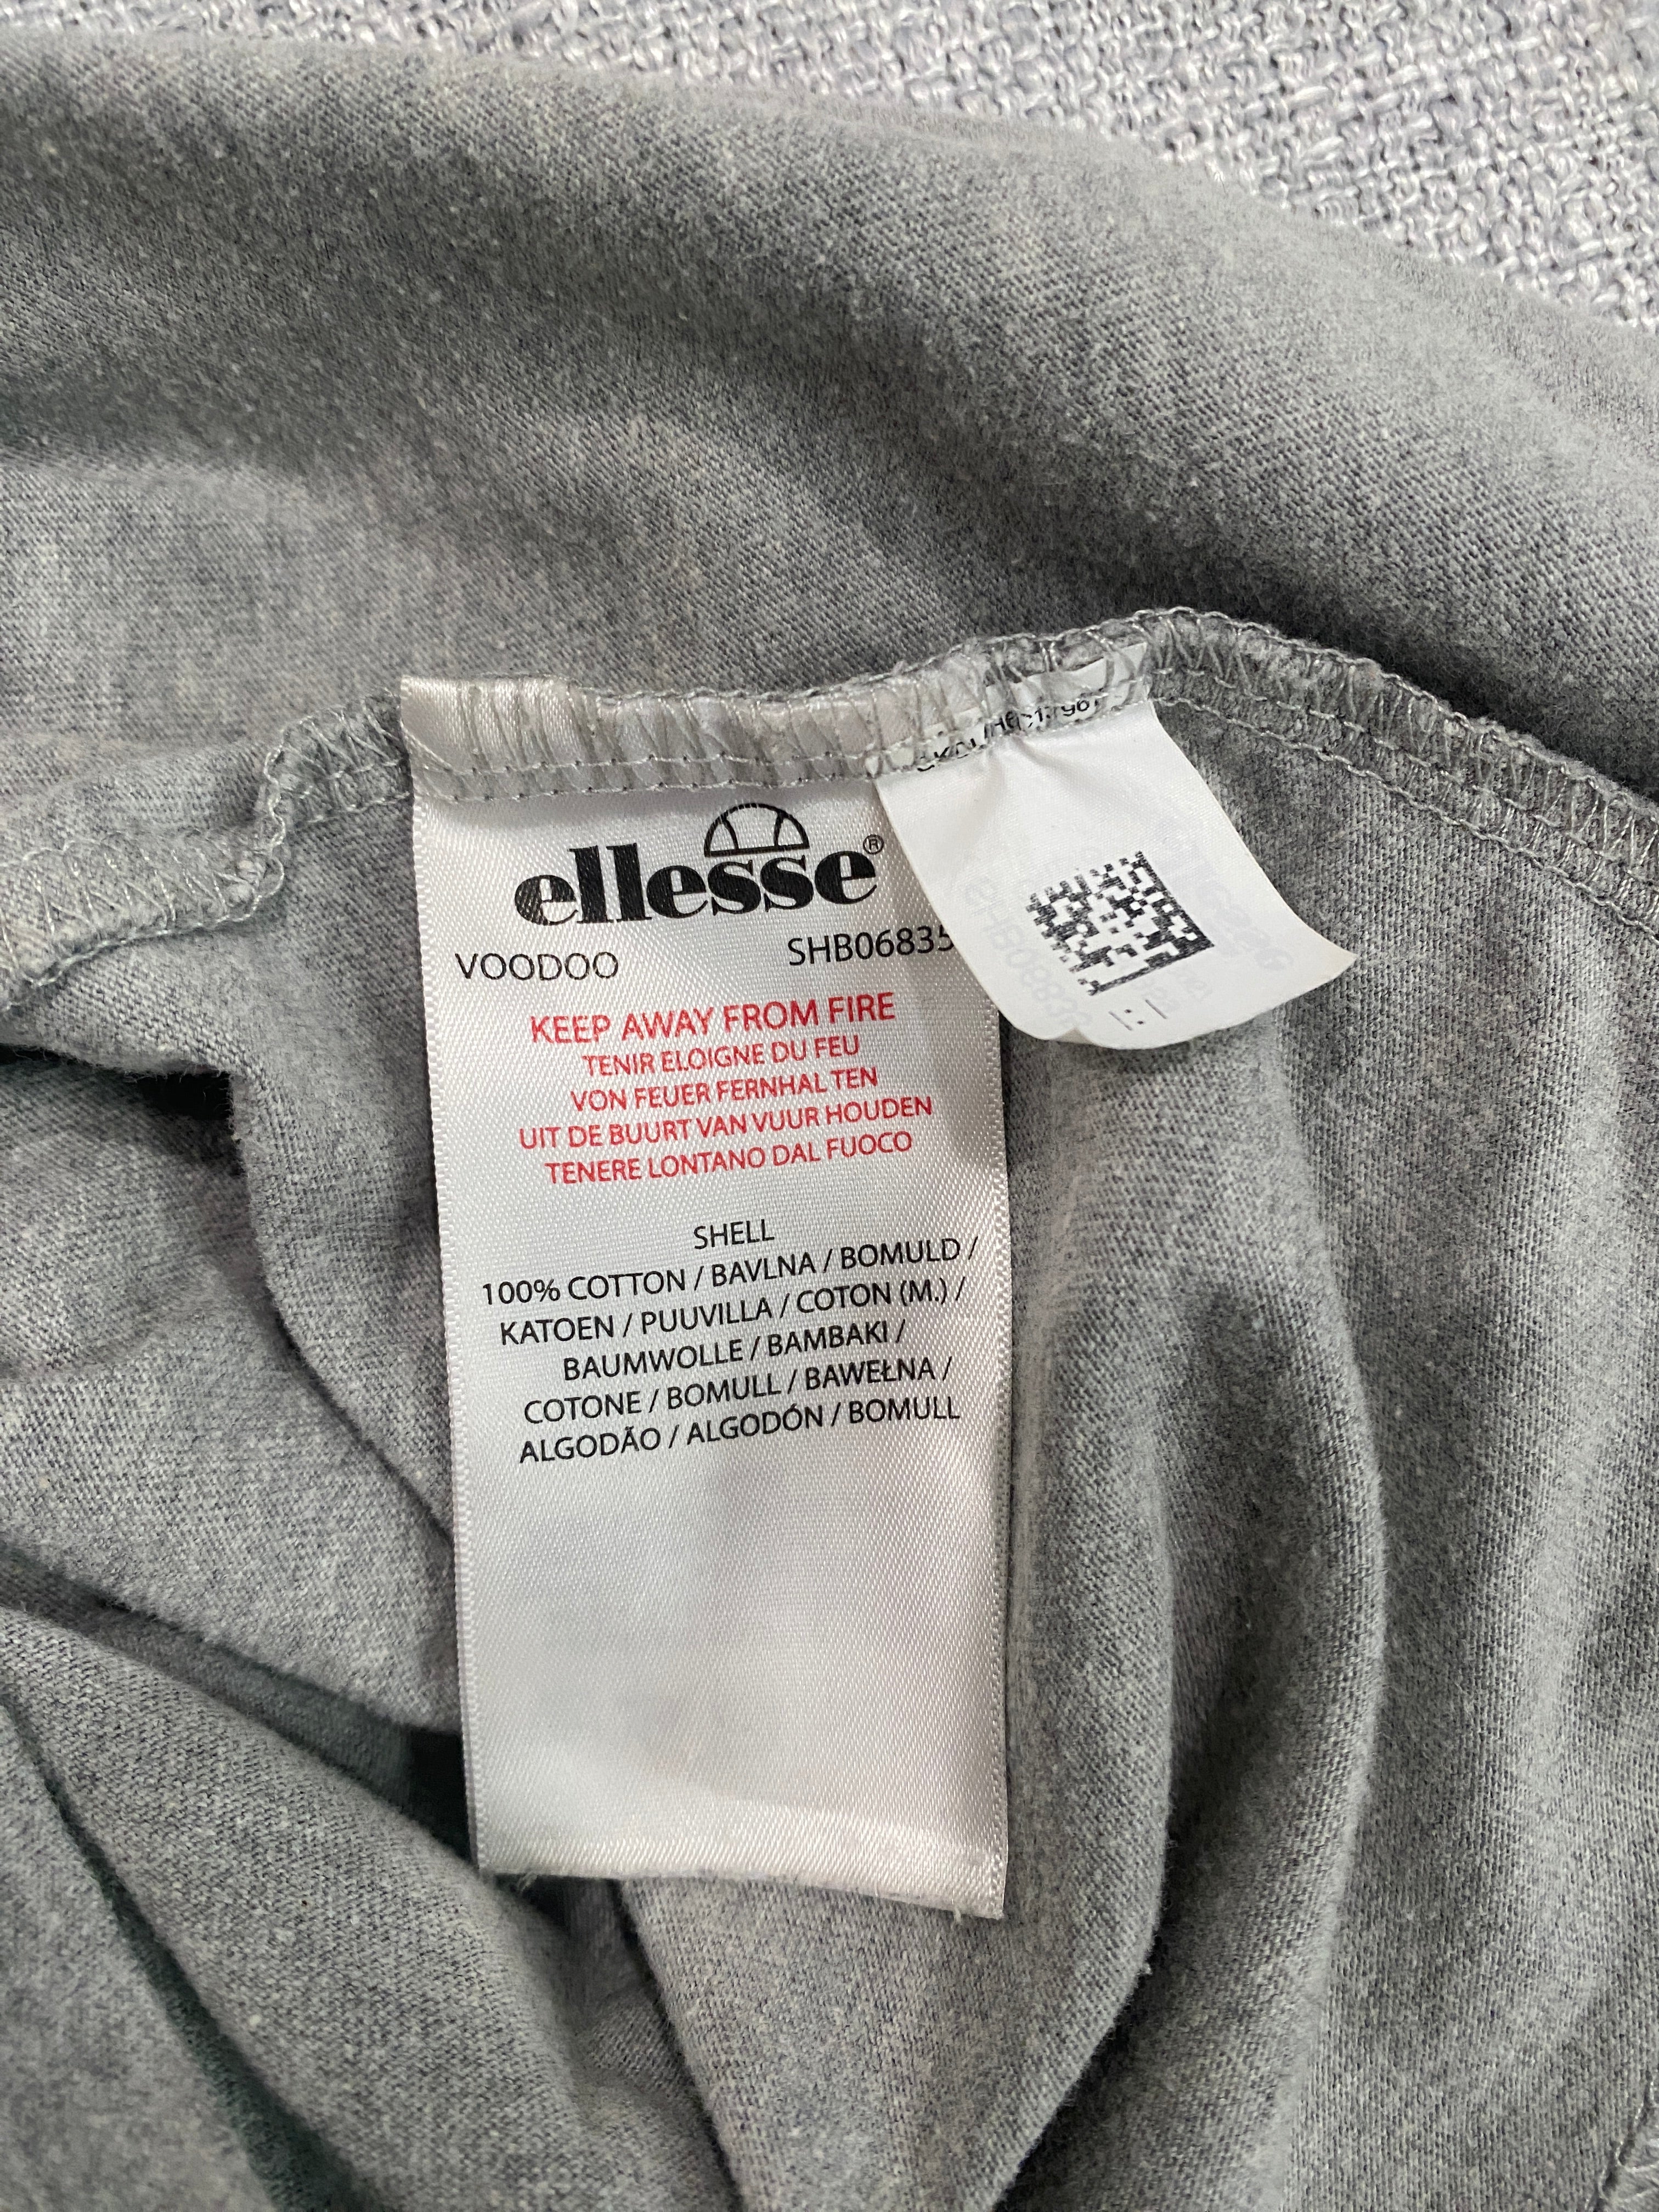 ellesse®
VOODOO SHB06835
KEEP AWAY FROM FIRE
TENIR ELOIGNE DU FEU
VON FEUER FERNHAL TEN
UIT DE BUURT VAN VUUR HOUDEN
TENERE LONTANO DAL FUOCO
SHELL
100% COTTON / BAVLNA / BOMULD /
KATOEN / PUUVILLA / COTON (M.) /
BAUMWOLLE / BAMBAKI /
COTONE / BOMULL / BAWEŁNA /
ALGODÃO / ALGODÓN / BOMULL